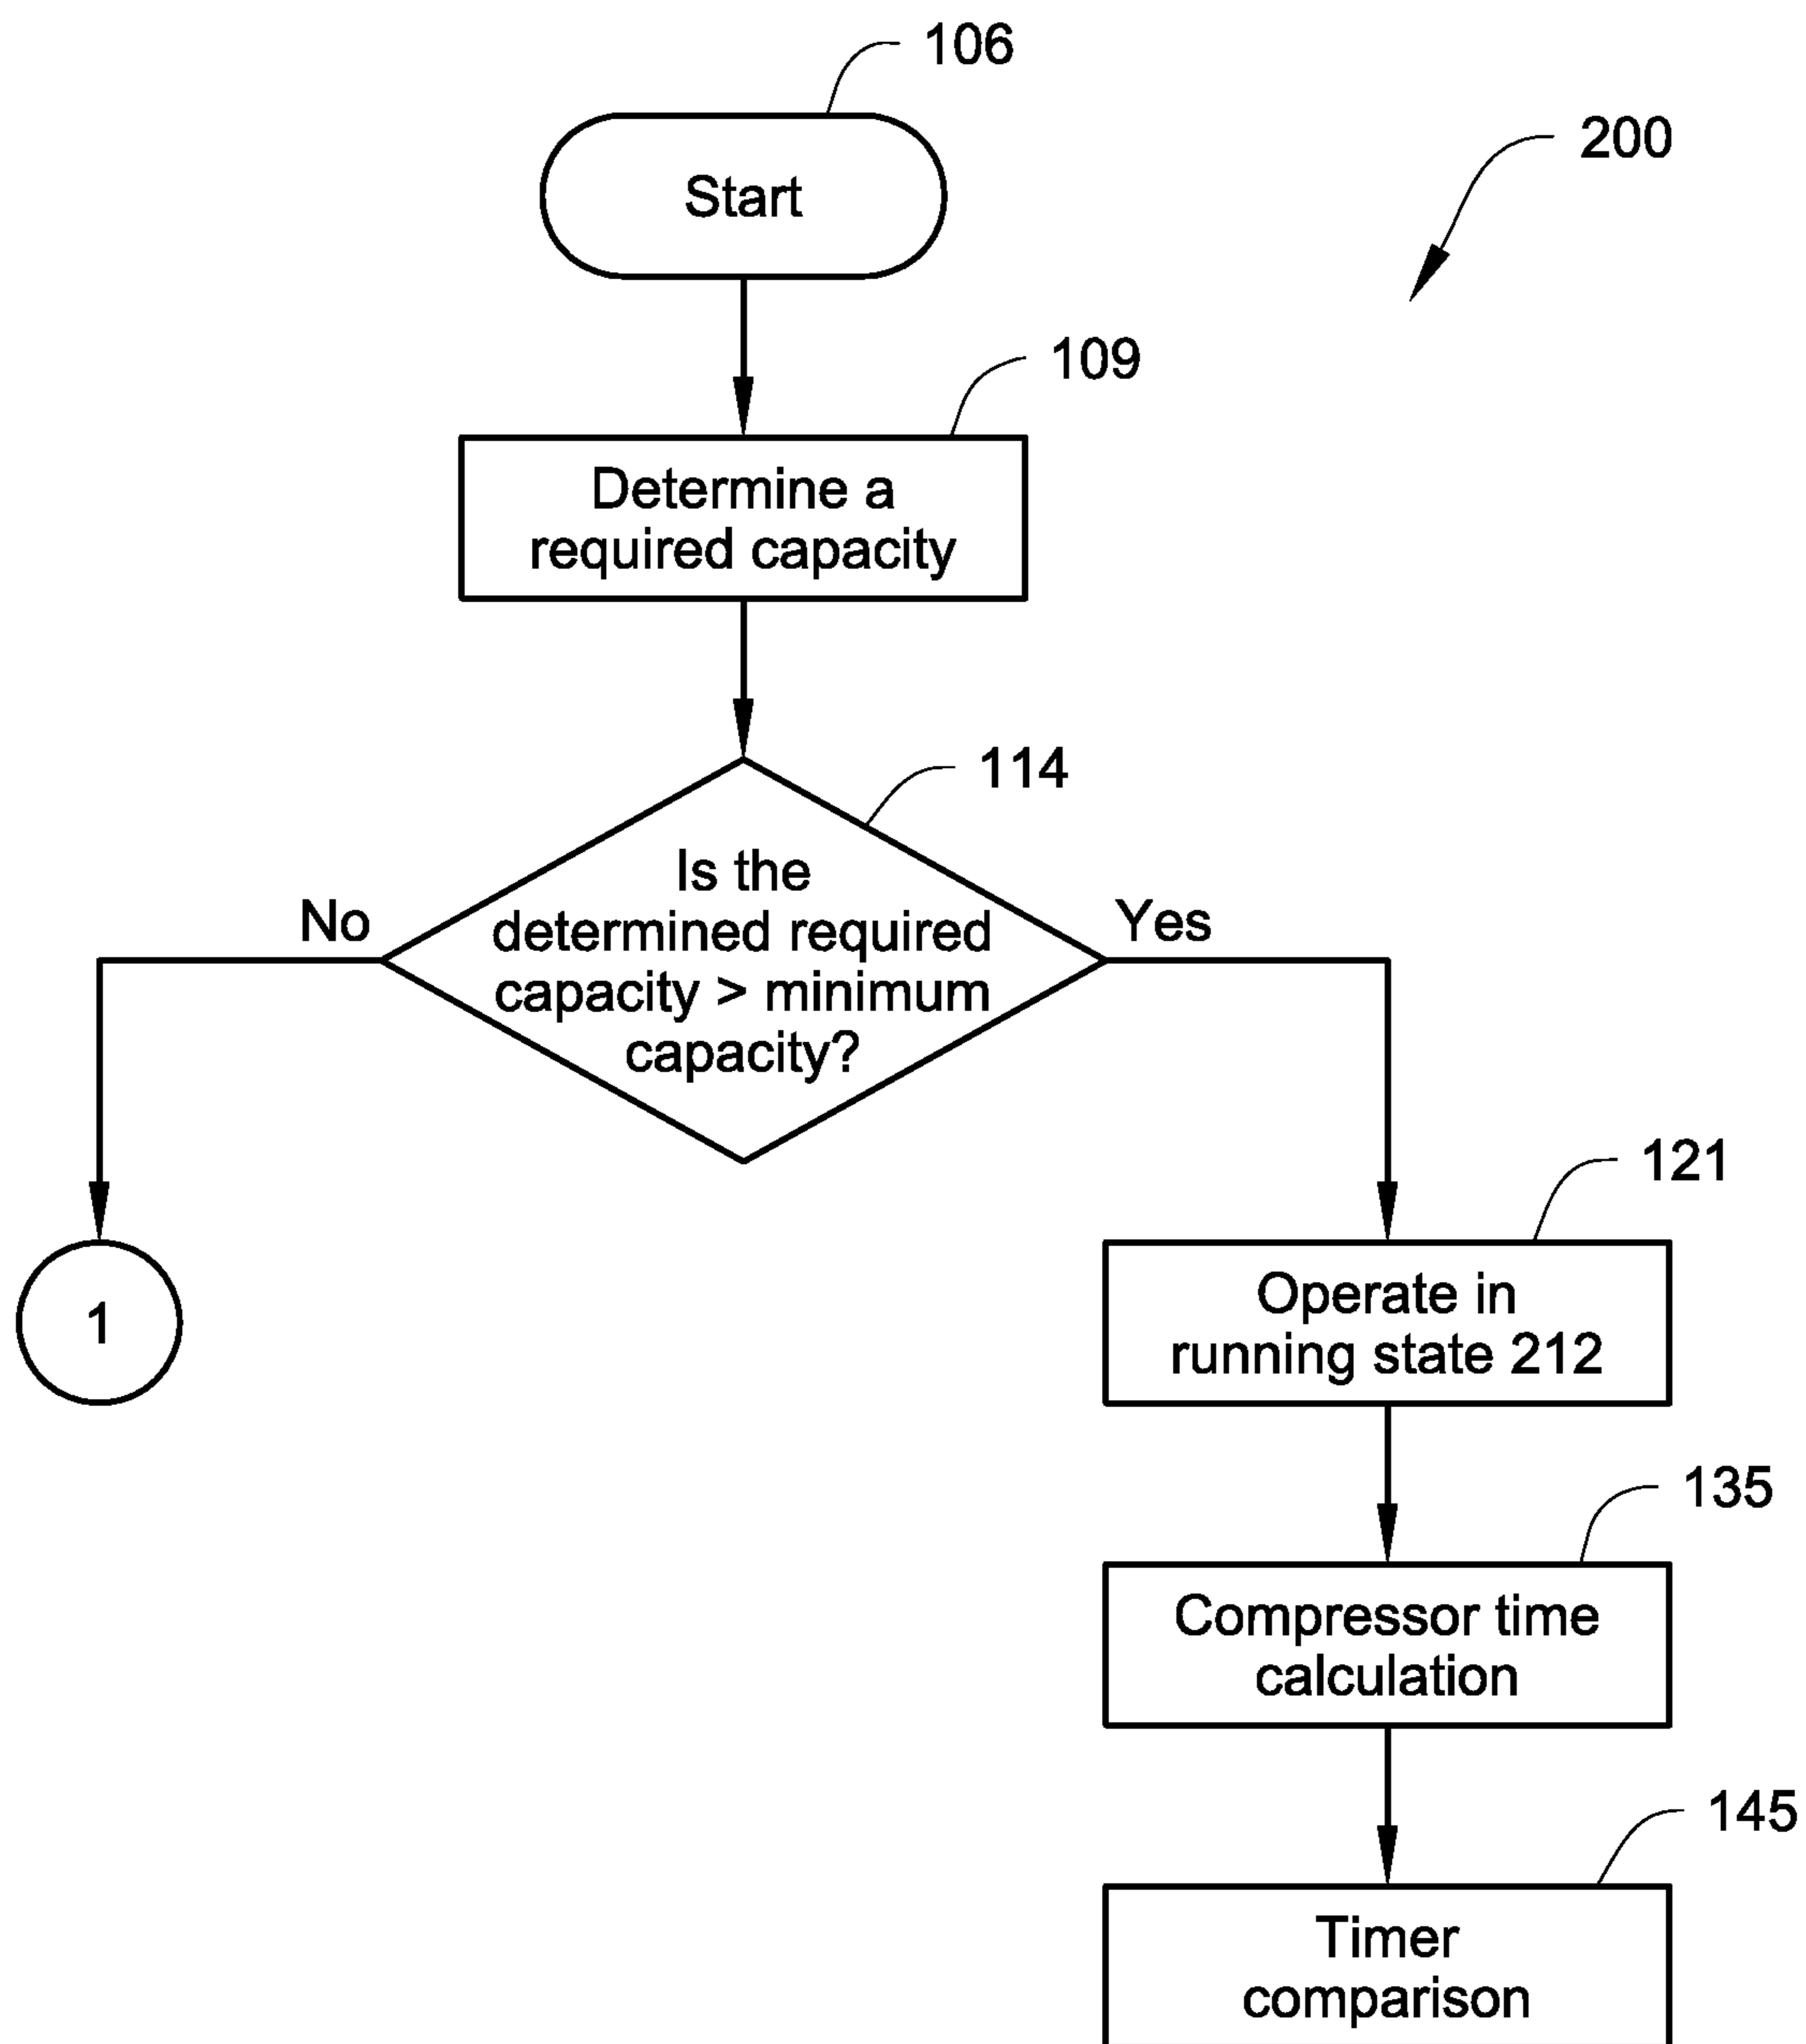 106
200
Start
109
Determine a
required capacity
114
Is the
determined required
capacity > minimum
capacity?
No
Yes
121
1
Operate in
running state 212
135
Compressor time
calculation
145
Timer
comparison